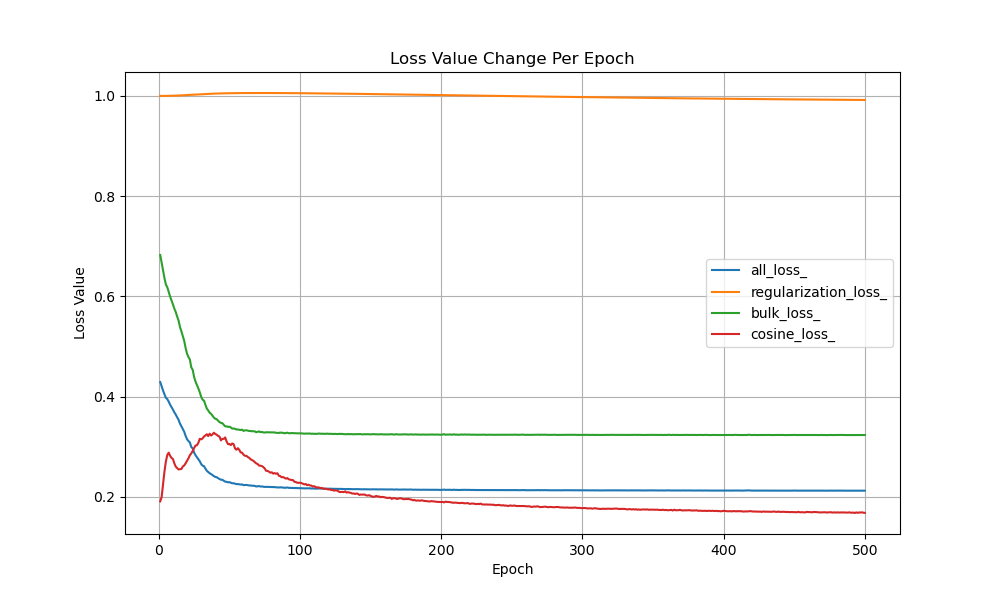 Loss Value Change Per Epoch
Loss Value
1.0
0.8
0.6
0.4
0.2
all_loss_
regularization_loss_
bulk_loss_
cosine_loss_
0 100 200 300 400 500
Epoch